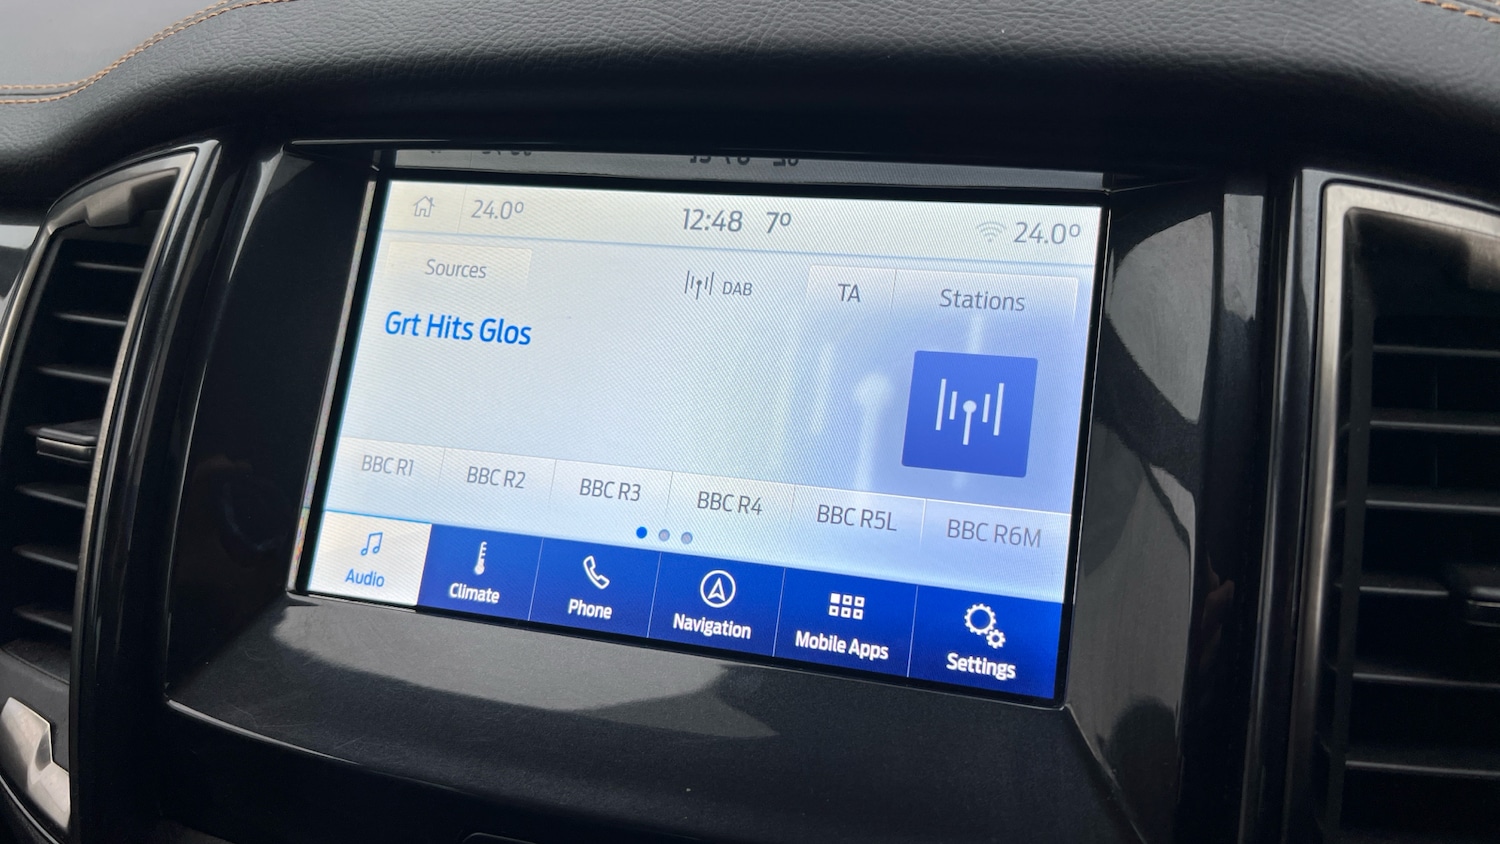 24.0° 12:48 7° 24.0°
Sources DAB TA Stations
Grt Hits Glos
BBC R1 BBC R2 BBC R3 BBC R4 BBC R5L BBC R6M
Audio Climate Phone Navigation Mobile Apps Settings